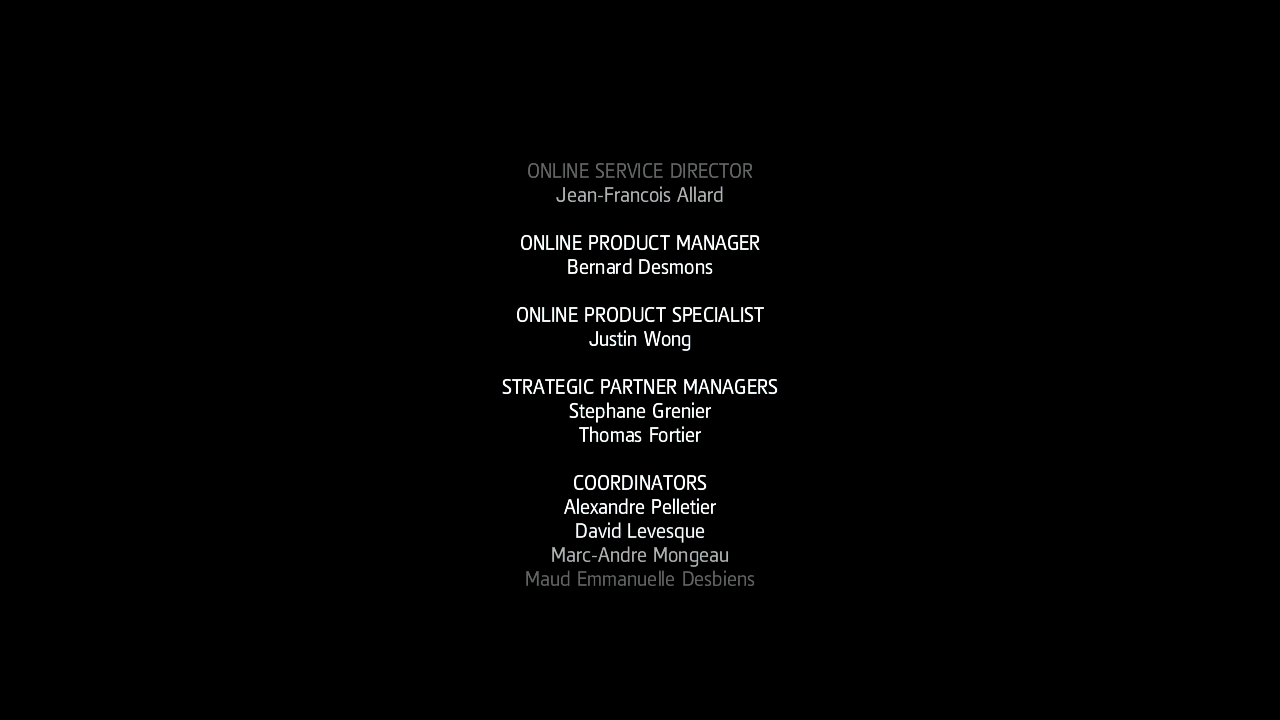 ONLINE SERVICE DIRECTOR
Jean-Francois Allard
ONLINE PRODUCT MANAGER
Bernard Desmons
ONLINE PRODUCT SPECIALIST
Justin Wong
STRATEGIC PARTNER MANAGERS
Stephane Grenier
Thomas Fortier
COORDINATORS
Alexandre Pelletier
David Levesque
Marc-Andre Mongeau
Maud Emmanuelle Desbiens